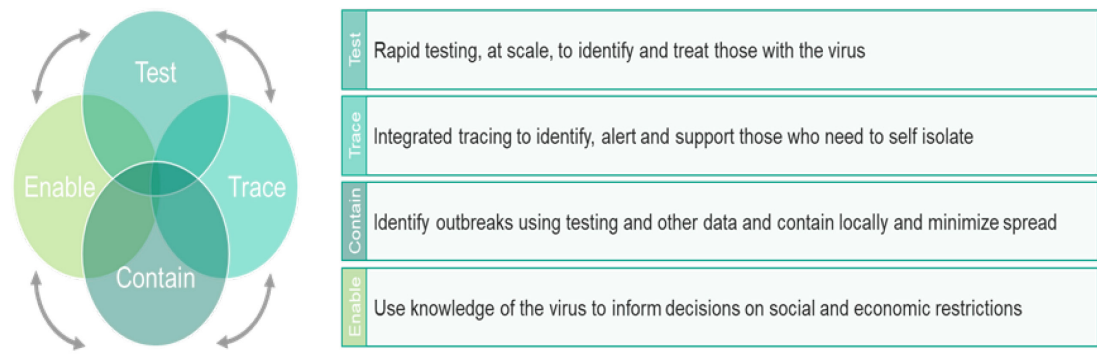 Test
Enable
Trace
Contain
Test
Rapid testing, at scale, to identify and treat those with the virus
Trace
Integrated tracing to identify, alert and support those who need to self isolate
Contain
Identify outbreaks using testing and other data and contain locally and minimize spread
Enable
Use knowledge of the virus to inform decisions on social and economic restrictions